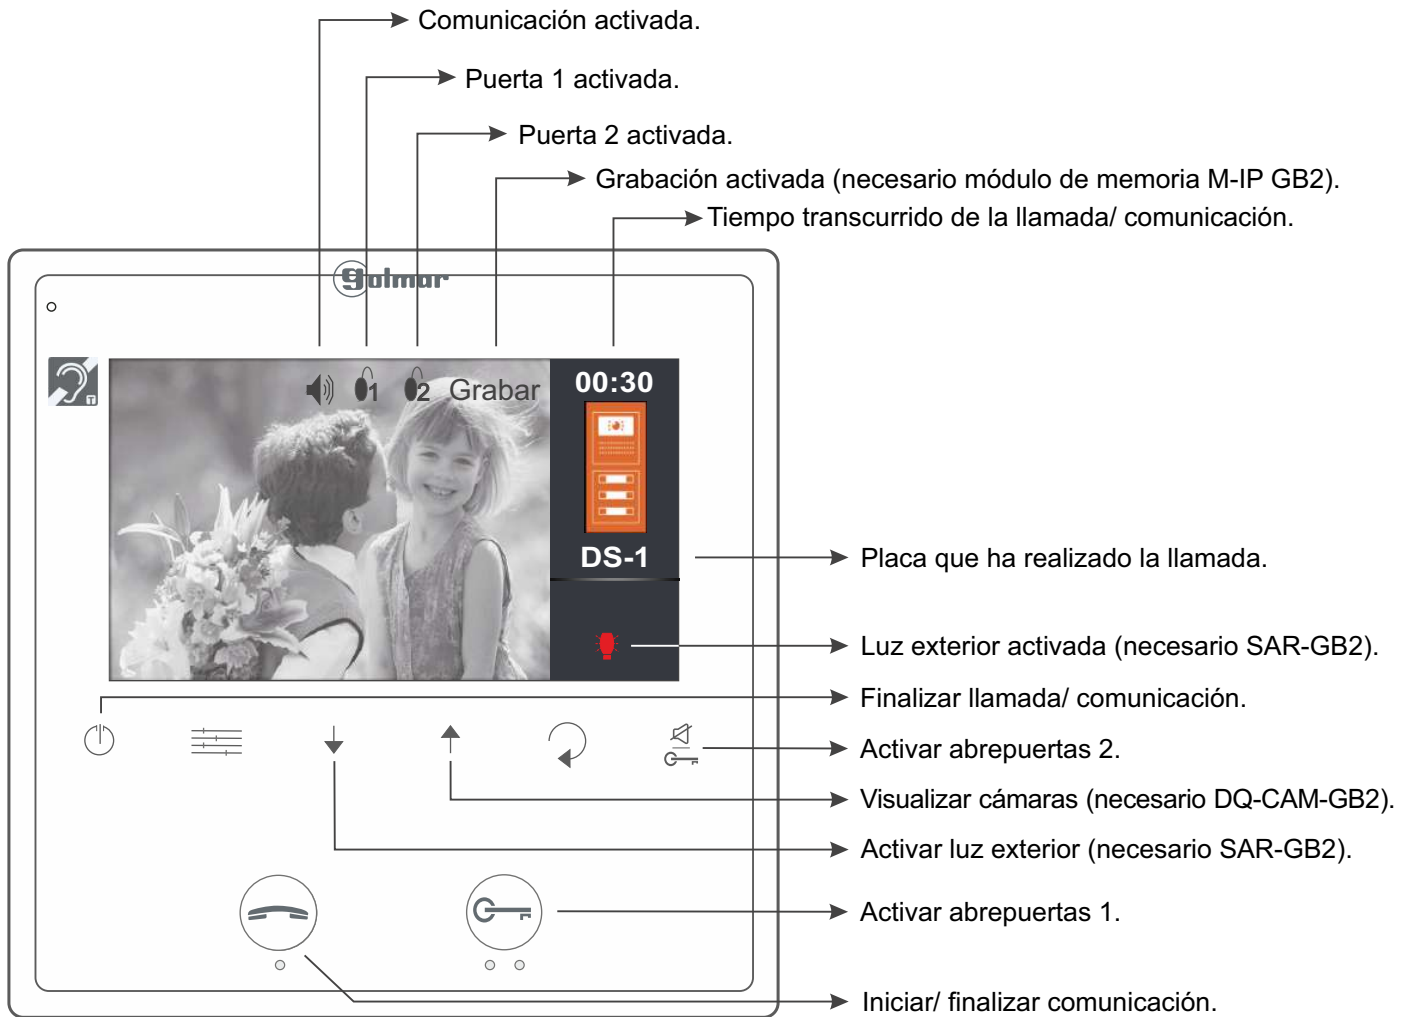 Comunicación activada.
Puerta 1 activada.
Puerta 2 activada.
Grabación activada (necesario módulo de memoria M-IP GB2).
Tiempo transcurrido de la llamada/ comunicación.
golmar
1 2 Grabar
00:30
T
DS-1
Placa que ha realizado la llamada.
Luz exterior activada (necesario SAR-GB2).
Finalizar llamada/ comunicación.
Activar abrepuertas 2.
Visualizar cámaras (necesario DQ-CAM-GB2).
Activar luz exterior (necesario SAR-GB2).
Activar abrepuertas 1.
Iniciar/ finalizar comunicación.